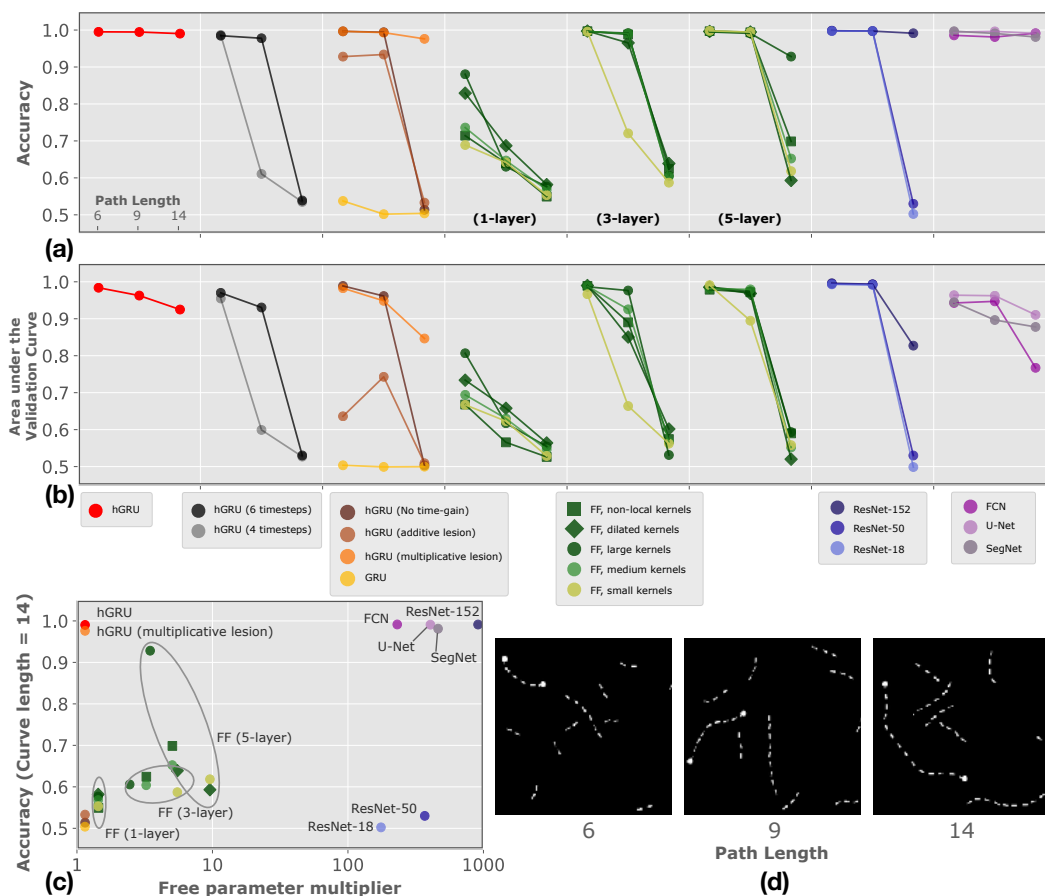 1.0
0.9
0.8
0.7
0.6
0.5
Accuracy
Path Length
6 9 14
(1-layer) (3-layer) (5-layer)
(a)
1.0
0.9
0.8
0.7
0.6
0.5
Area under the
Validation Curve
(b)
hGRU
hGRU (6 timesteps)
hGRU (4 timesteps)
hGRU (No time-gain)
hGRU (additive lesion)
hGRU (multiplicative lesion)
GRU
FF, non-local kernels
FF, dilated kernels
FF, large kernels
FF, medium kernels
FF, small kernels
ResNet-152
ResNet-50
ResNet-18
FCN
U-Net
SegNet
1.0
0.9
0.8
0.7
0.6
0.5
Accuracy (Curve length = 14)
hGRU
hGRU (multiplicative lesion)
FCN
ResNet-152
U-Net
SegNet
FF (5-layer)
FF (3-layer)
FF (1-layer)
ResNet-50
ResNet-18
1 10 100 1000
Free parameter multiplier
(c)
6 9 14
Path Length
(d)